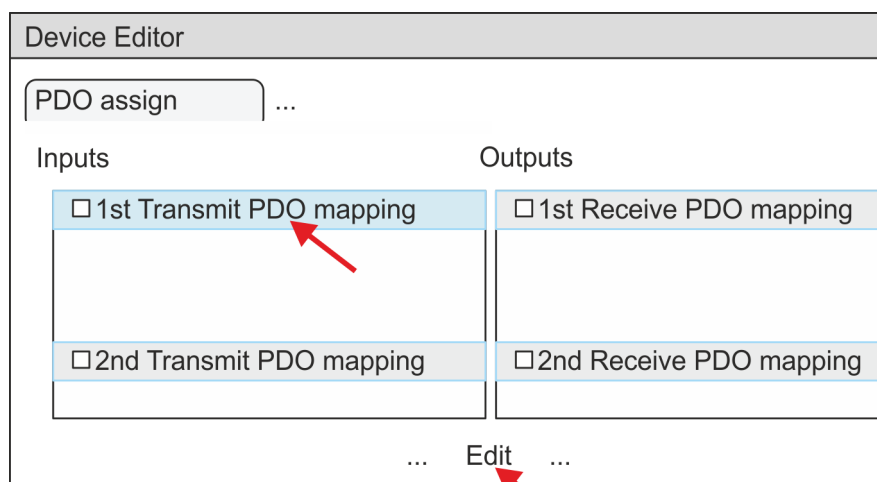 Device Editor
PDO assign ...
Inputs Outputs
1st Transmit PDO mapping 1st Receive PDO mapping
2nd Transmit PDO mapping 2nd Receive PDO mapping
... Edit ...